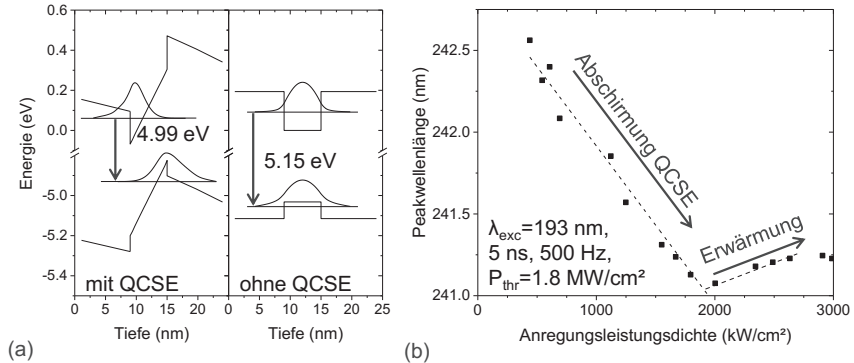 (a)
Energie (eV)
0.6
0.4
0.2
0.0
-5.0
-5.2
-5.4
4.99 eV
mit QCSE
0 10 20
Tiefe (nm)
5.15 eV
ohne QCSE
0 5 10 15 20 25
Tiefe (nm)
(b)
Peakwellenlänge (nm)
242.5
242.0
241.5
241.0
Abschirmung QCSE
Erwärmung
λexc=193 nm,
5 ns, 500 Hz,
Pthr=1.8 MW/cm²
0 1000 2000 3000
Anregungsleistungsdichte (kW/cm²)